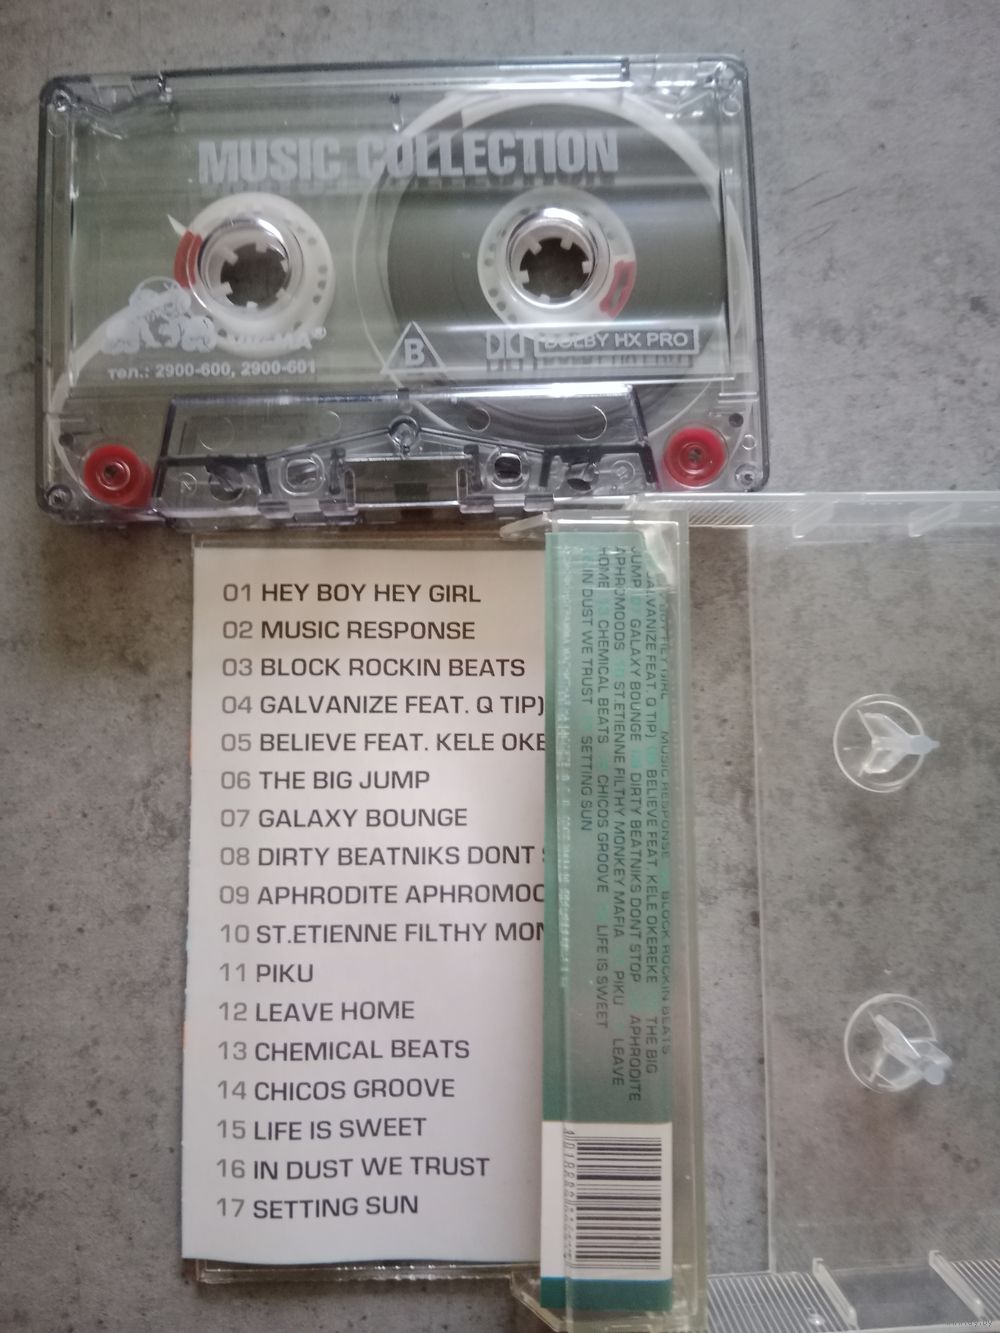 MUSIC COLLECTION
B
DOLBY HX PRO
тел.: 2900-600, 2900-601
01 HEY BOY HEY GIRL
02 MUSIC RESPONSE
03 BLOCK ROCKIN BEATS
04 GALVANIZE FEAT. Q TIP)
05 BELIEVE FEAT. KELE OKE
06 THE BIG JUMP
07 GALAXY BOUNGE
08 DIRTY BEATNIKS DONT
09 APHRODITE APHROMOO
10 ST.ETIENNE FILTHY MON
11 PIKU
12 LEAVE HOME
13 CHEMICAL BEATS
14 CHICOS GROOVE
15 LIFE IS SWEET
16 IN DUST WE TRUST
17 SETTING SUN
HEY GIRL MUSIC RESPONSE BLOCK ROCKIN BEATS
GALVANIZE FEAT. Q TIP) BELIEVE FEAT. KELE OKEREKE THE BIG
JUMP GALAXY BOUNGE DIRTY BEATNIKS DONT STOP APHRODITE
APHROMOODS ST.ETIENNE FILTHY MONKEY MAFIA PIKU LEAVE
HOME CHEMICAL BEATS CHICOS GROOVE LIFE IS SWEET
IN DUST WE TRUST SETTING SUN